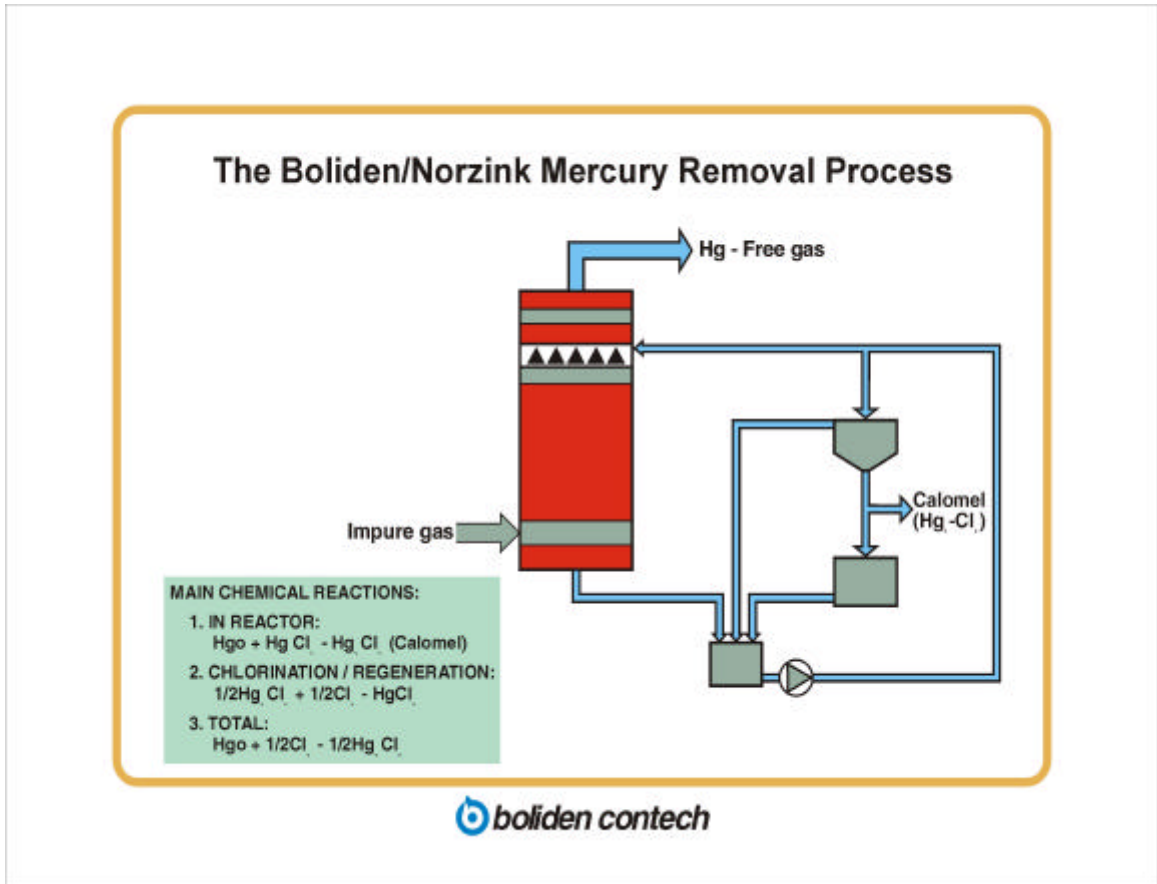 The Boliden/Norzink Mercury Removal Process
Hg - Free gas
Impure gas
Calomel
(Hg.-Cl.)
MAIN CHEMICAL REACTIONS:
1. IN REACTOR:
Hgo + Hg Cl. - Hg. Cl. (Calomel)
2. CHLORINATION / REGENERATION:
1/2Hg. Cl. + 1/2Cl. - HgCl.
3. TOTAL:
Hgo + 1/2Cl. - 1/2Hg. Cl.
boliden contech